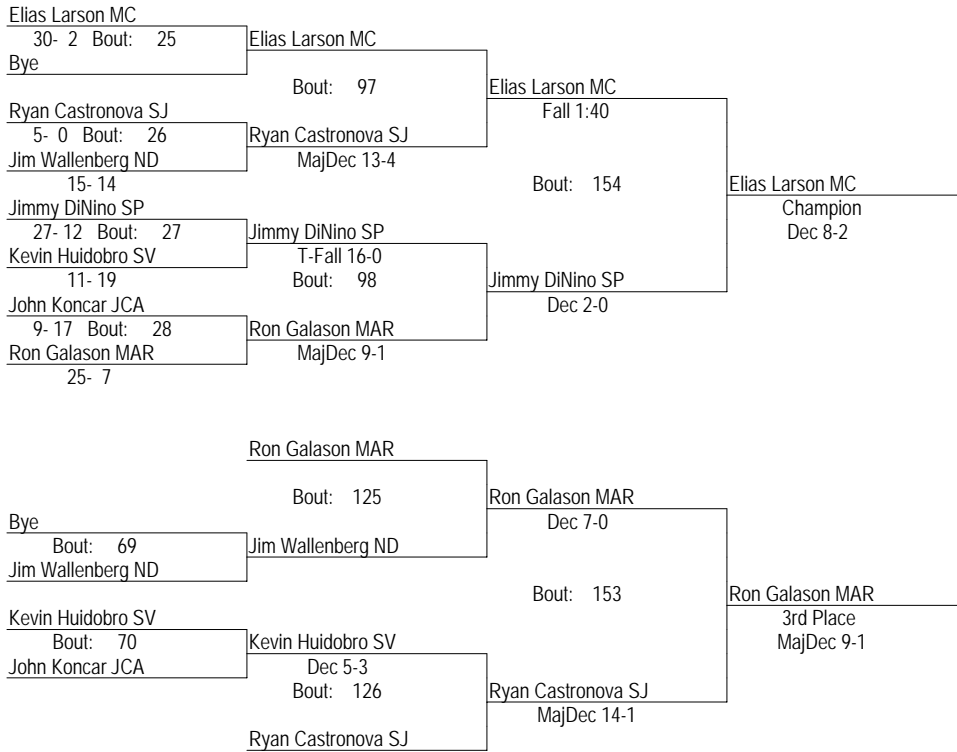 Elias Larson MC
30- 2 Bout: 25
Elias Larson MC
Bye
Bout: 97
Elias Larson MC
Fall 1:40
Ryan Castronova SJ
5- 0 Bout: 26
Ryan Castronova SJ
Jim Wallenberg ND
MajDec 13-4
15- 14
Bout: 154
Elias Larson MC
Champion
Dec 8-2
Jimmy DiNino SP
27- 12 Bout: 27
Jimmy DiNino SP
Kevin Huidobro SV
T-Fall 16-0
11- 19
Bout: 98
Jimmy DiNino SP
Dec 2-0
John Koncar JCA
9- 17 Bout: 28
Ron Galason MAR
Ron Galason MAR
MajDec 9-1
25- 7
Ron Galason MAR
Bout: 125
Ron Galason MAR
Dec 7-0
Bye
Bout: 69
Jim Wallenberg ND
Jim Wallenberg ND
Bout: 153
Ron Galason MAR
3rd Place
MajDec 9-1
Kevin Huidobro SV
Bout: 70
Kevin Huidobro SV
John Koncar JCA
Dec 5-3
Bout: 126
Ryan Castronova SJ
MajDec 14-1
Ryan Castronova SJ